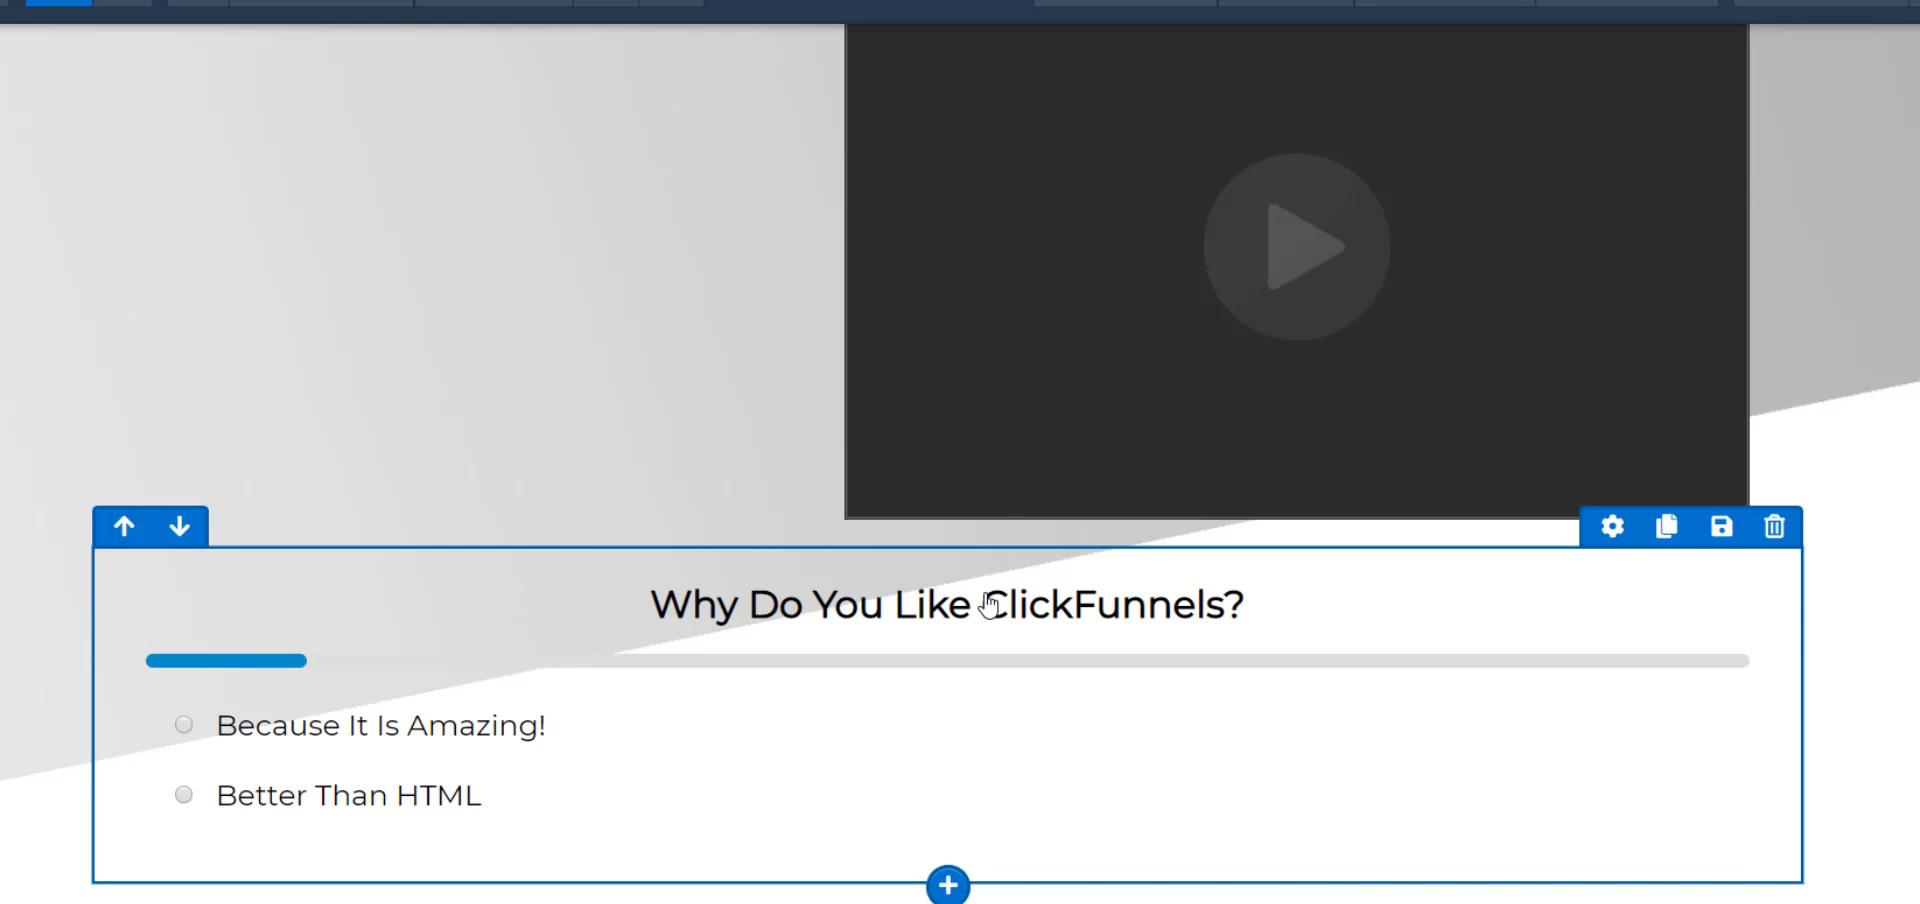 Why Do You Like ClickFunnels?
Because It Is Amazing!
Better Than HTML